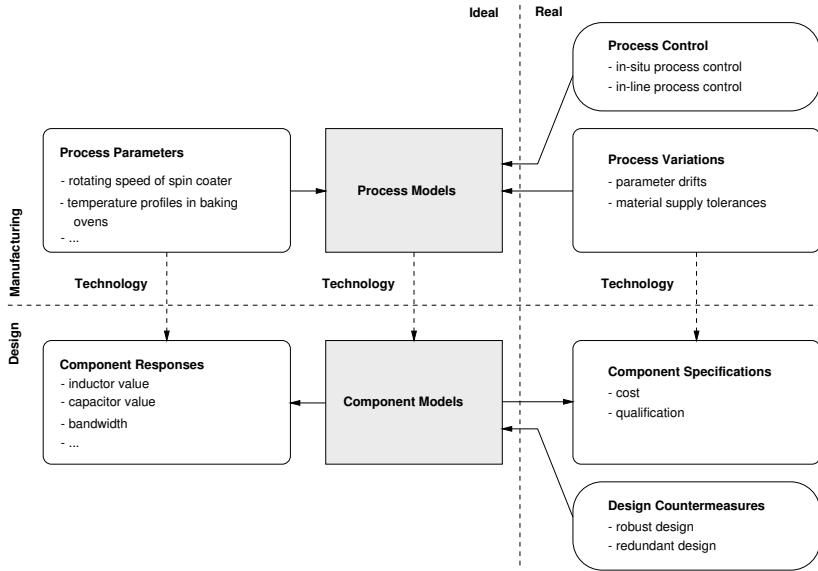 Ideal
Real
Process Control
- in-situ process control
- in-line process control
Manufacturing
Process Parameters
- rotating speed of spin coater
- temperature profiles in baking
ovens
- ...
Process Models
Process Variations
- parameter drifts
- material supply tolerances
Technology
Technology
Technology
Design
Component Responses
- inductor value
- capacitor value
- bandwidth
- ...
Component Models
Component Specifications
- cost
- qualification
Design Countermeasures
- robust design
- redundant design